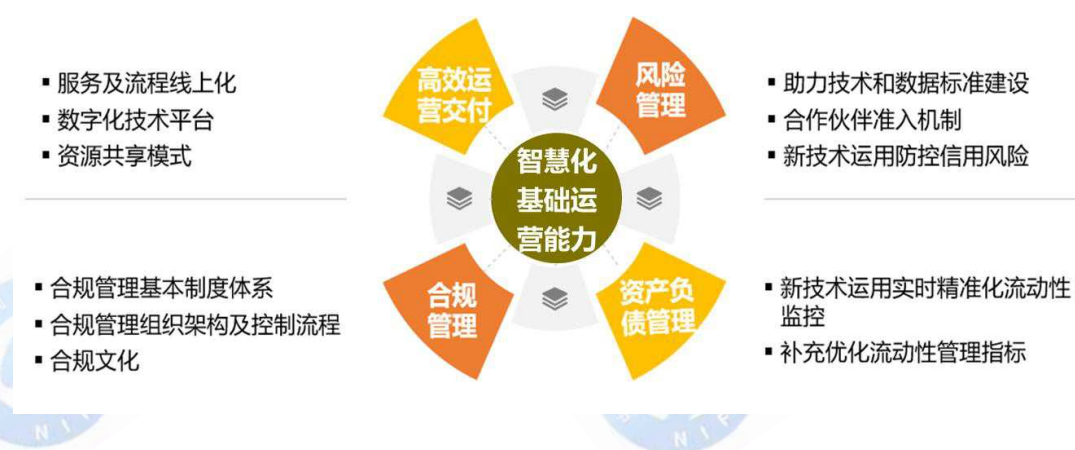 ▪ 服务及流程线上化
▪ 数字化技术平台
▪ 资源共享模式
高效运
营交付
风险
管理
▪ 助力技术和数据标准建设
▪ 合作伙伴准入机制
▪ 新技术运用防控信用风险
智慧化
基础运
营能力
▪ 合规管理基本制度体系
▪ 合规管理组织架构及控制流程
▪ 合规文化
合规
管理
资产负
债管理
▪ 新技术运用实时精准化流动性
监控
▪ 补充优化流动性管理指标